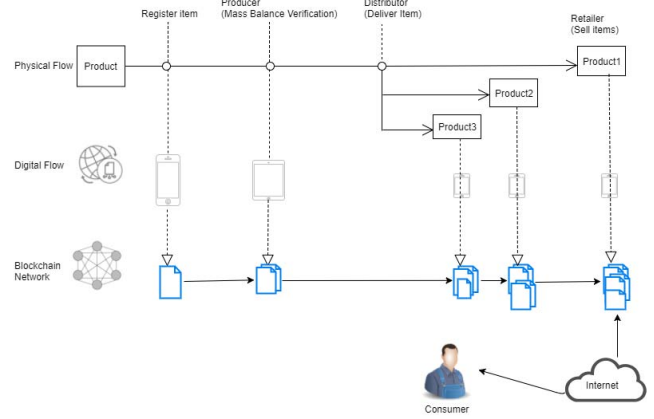 Producer
Distributor
Register item
(Mass Balance Verification)
(Deliver Item)
Retailer
(Sell items)
Physical Flow
Product
Product1
Product2
Product3
Digital Flow
Blockchain
Network
Internet
Consumer